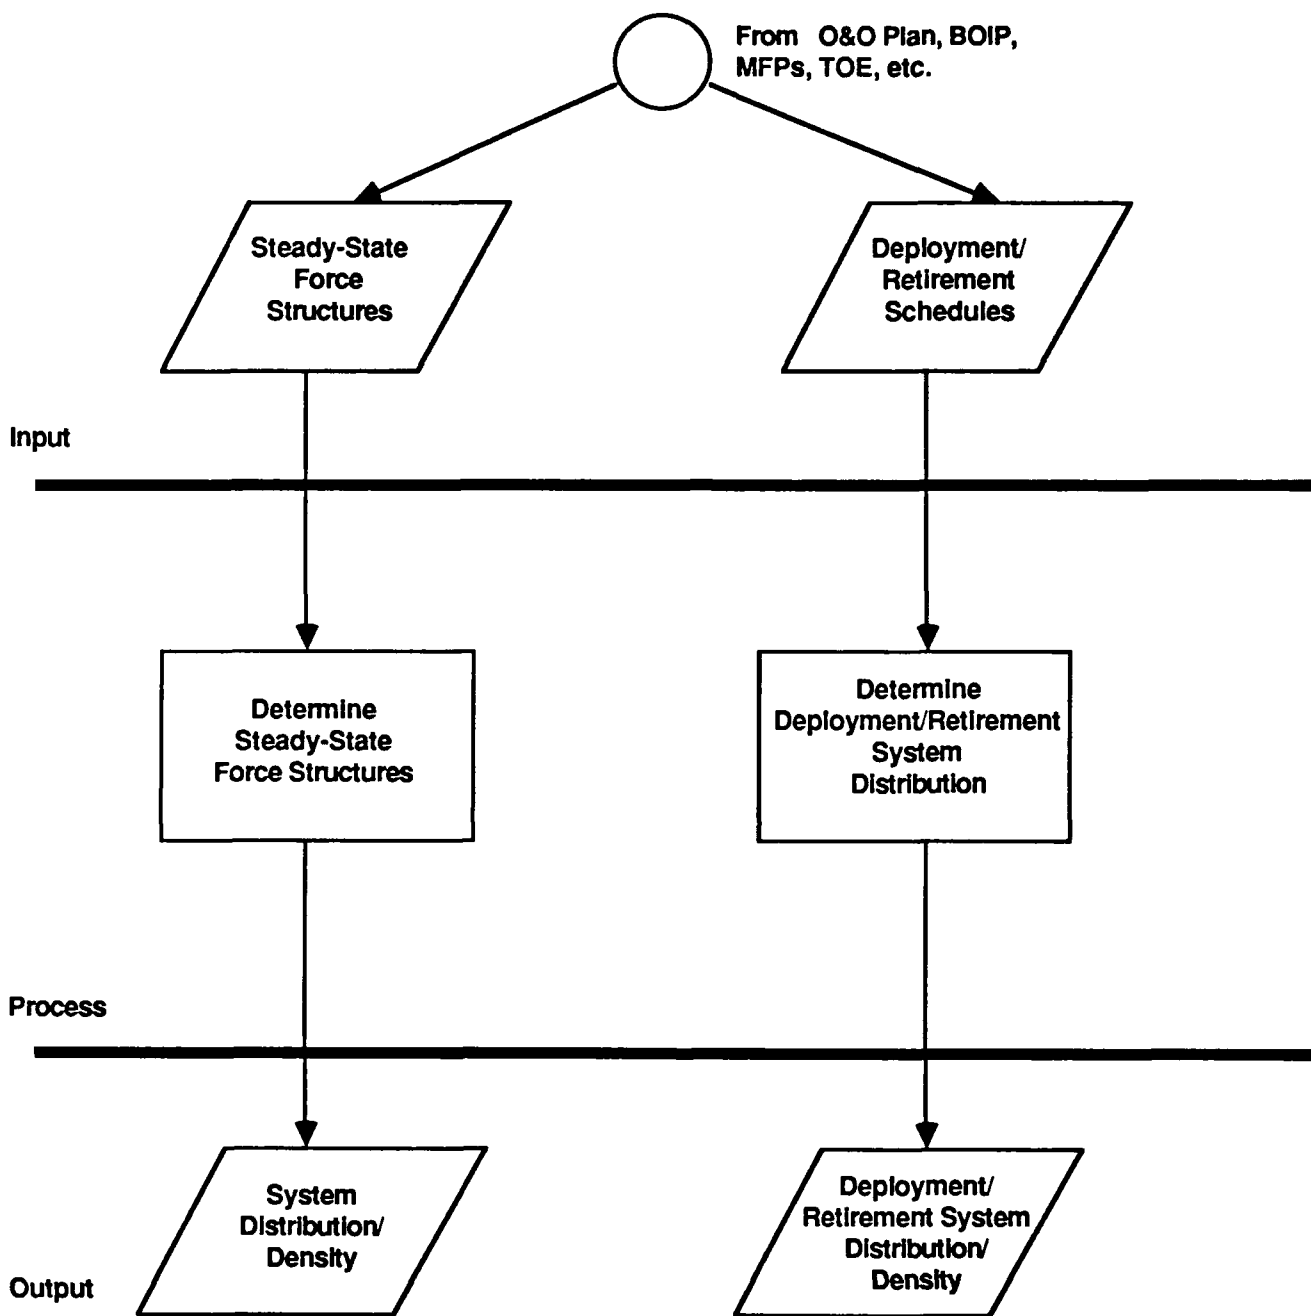 From O&O Plan, BOIP,
MFPs, TOE, etc.
Steady-State
Force
Structures
Deployment/
Retirement
Schedules
Input
Determine
Steady-State
Force Structures
Determine
Deployment/Retirement
System
Distribution
Process
System
Distribution/
Density
Deployment/
Retirement System
Distribution/
Density
Output